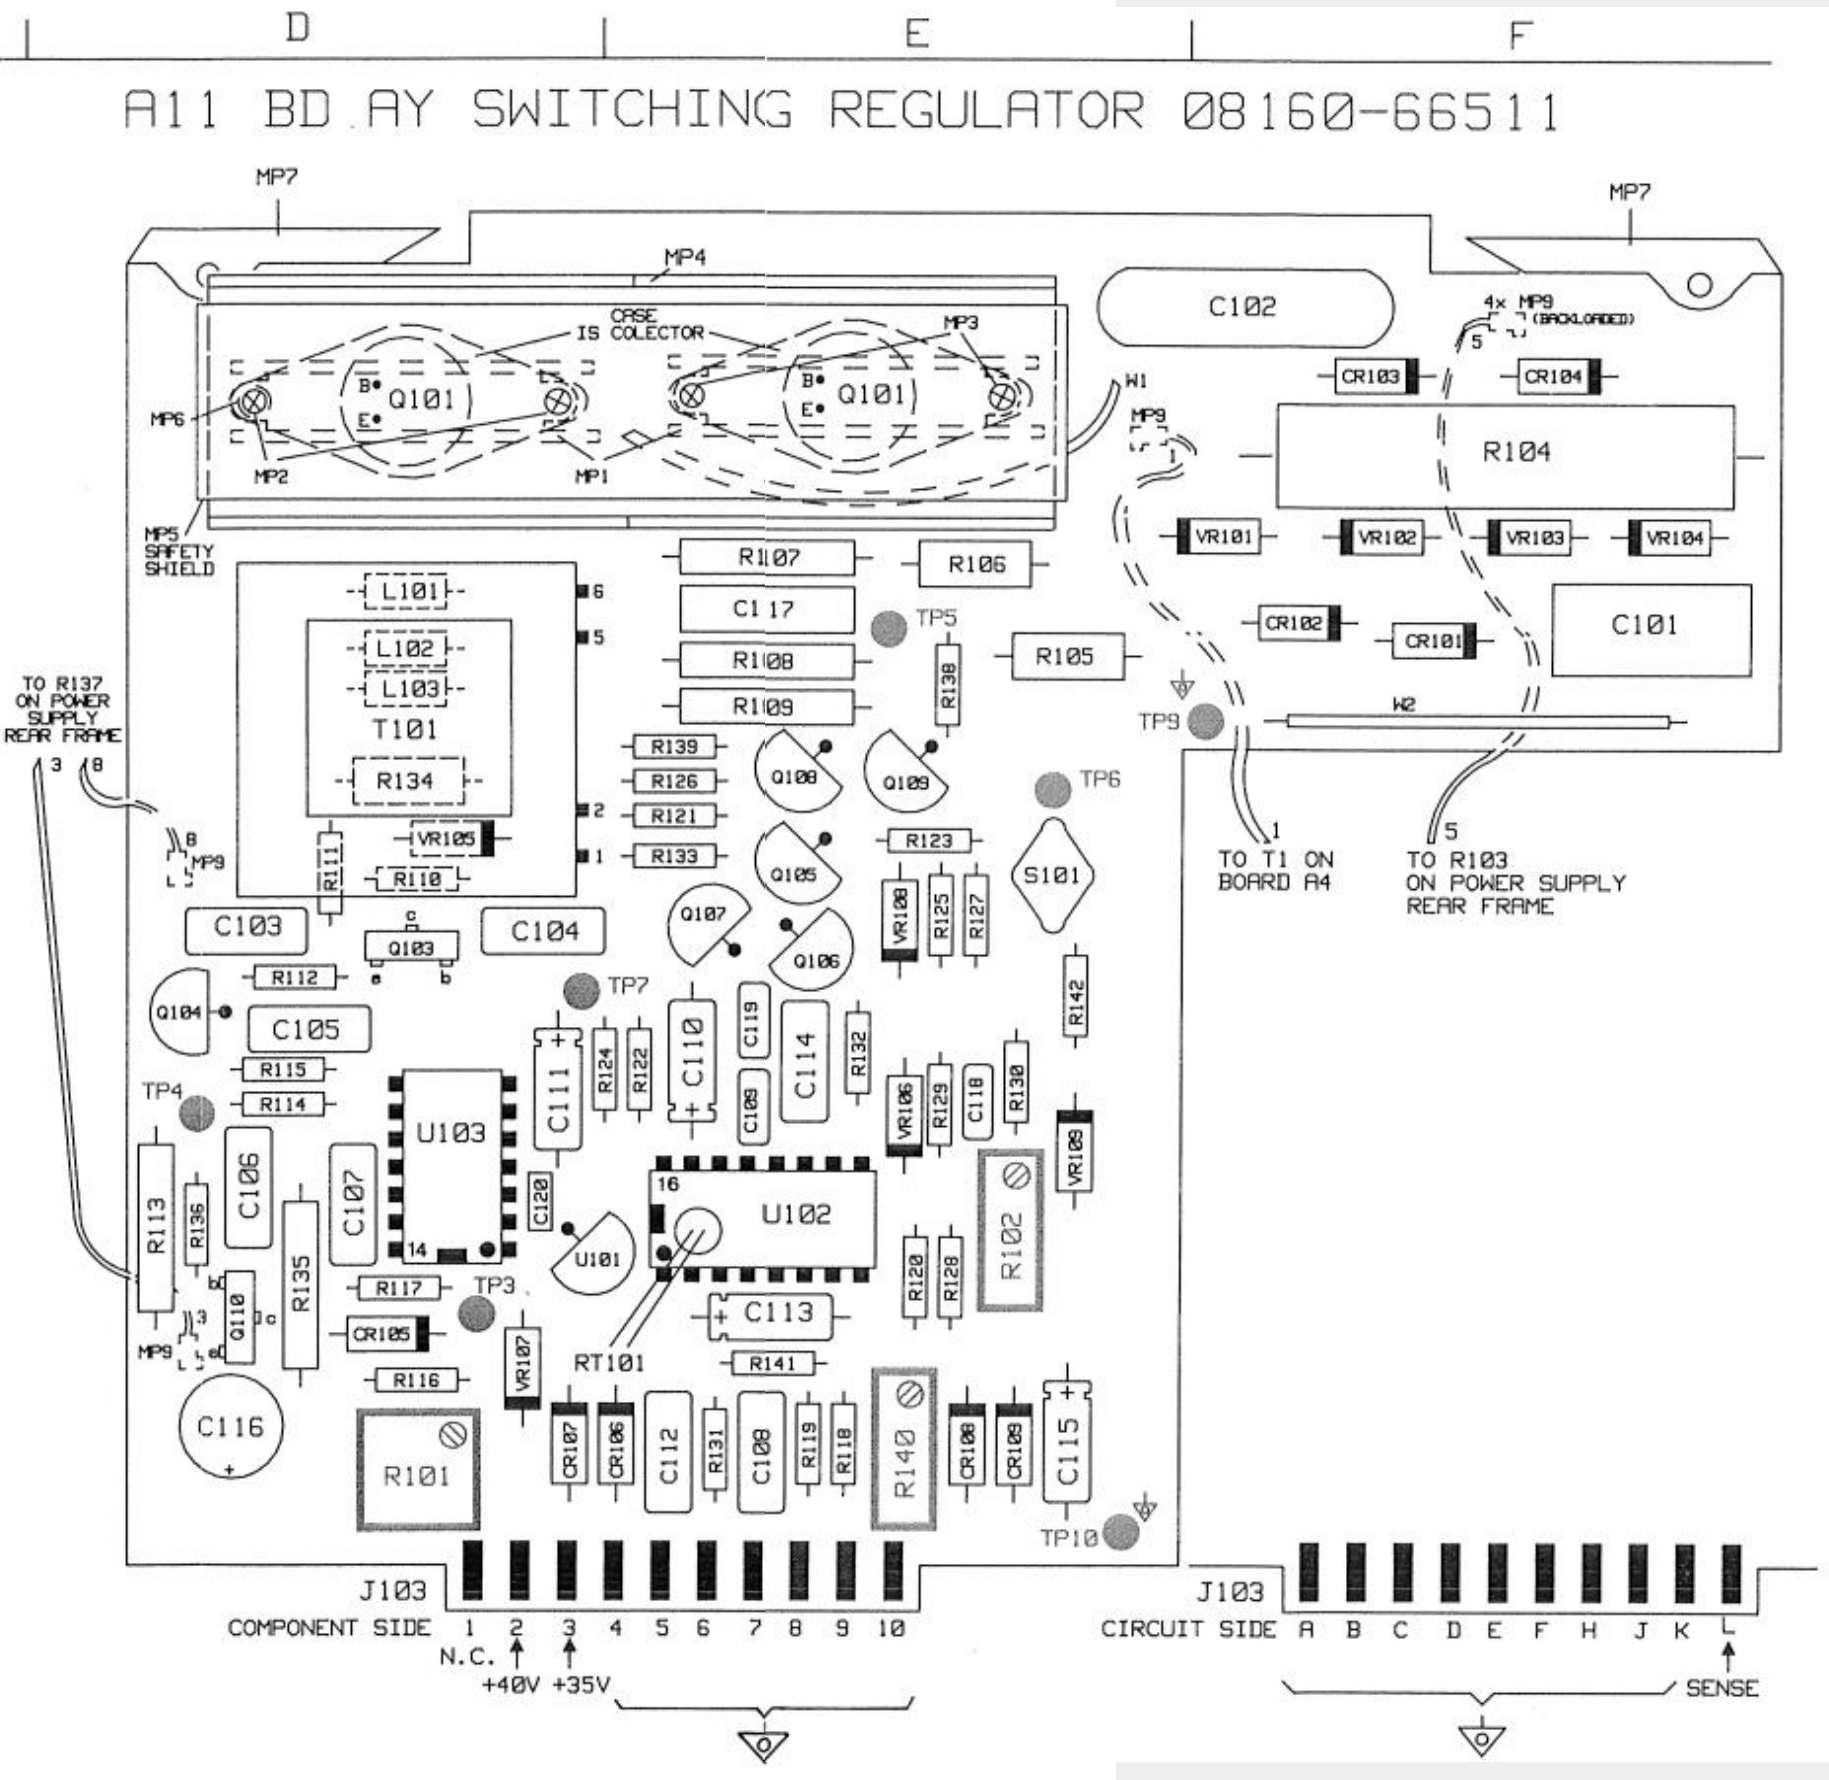 D E F
A11 BD AY SWITCHING REGULATOR 08160-66511
MP7
MP7
MP4
CASE
IS COLECTOR
MP3
C102
4x MP9
(BACKLOADED)
5
CR103
CR104
B
E
Q101
B
E
Q101
W1
MP9
1
MP6
MP2
MP1
R104
MP5
SAFETY
SHIELD
R107
R106
VR101
VR102
VR103
VR104
L101
6
C117
TP5
CR102
CR101
C101
L102
5
R108
R138
R105
L103
R109
TP9
W2
TO R137
ON POWER
SUPPLY
REAR FRAME
3 8
T101
R139
Q108
Q109
TP6
R134
R126
2
R121
8
MP9
VR105
R111
R110
1
R133
Q105
R123
S101
1
TO T1 ON
BOARD A4
5
TO R103
ON POWER SUPPLY
REAR FRAME
VR108
R125
R127
C103
c
Q103
e b
C104
Q107
Q106
R112
TP7
R142
Q104
C105
C111
+
R124
R122
C110
+
C119
C114
R132
R115
TP4
R114
U103
14
C109
VR106
R129
C118
R130
VR109
R113
R136
C106
C107
R135
C120
16
U102
U101
R102
R120
R128
b
Q110
c
e
R117
TP3
+ C113
3
MP9
CR105
VR107
RT101
R141
R116
C116
+
R101
CR107
CR106
C112
R131
C108
R119
R118
R140
CR108
CR109
C115
+
TP10
J103
COMPONENT SIDE 1 2 3 4 5 6 7 8 9 10
N.C.
+40V +35V
J103
CIRCUIT SIDE A B C D E F H J K L
SENSE